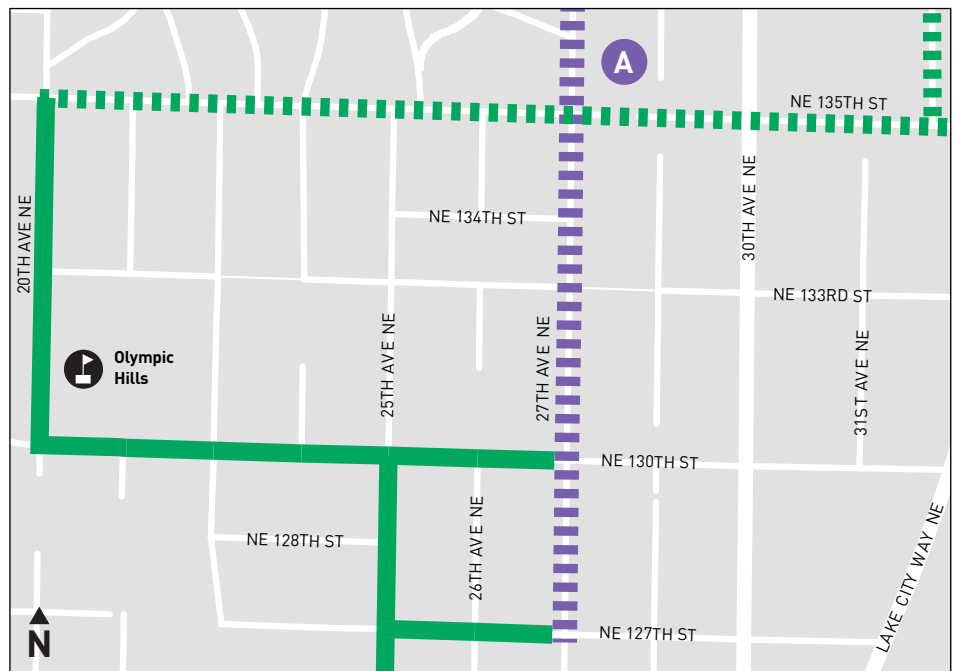 A
NE 135TH ST
20TH AVE NE
NE 134TH ST
30TH AVE NE
NE 133RD ST
Olympic
Hills
25TH AVE NE
27TH AVE NE
31ST AVE NE
NE 130TH ST
NE 128TH ST
26TH AVE NE
LAKE CITY WAY NE
N
NE 127TH ST